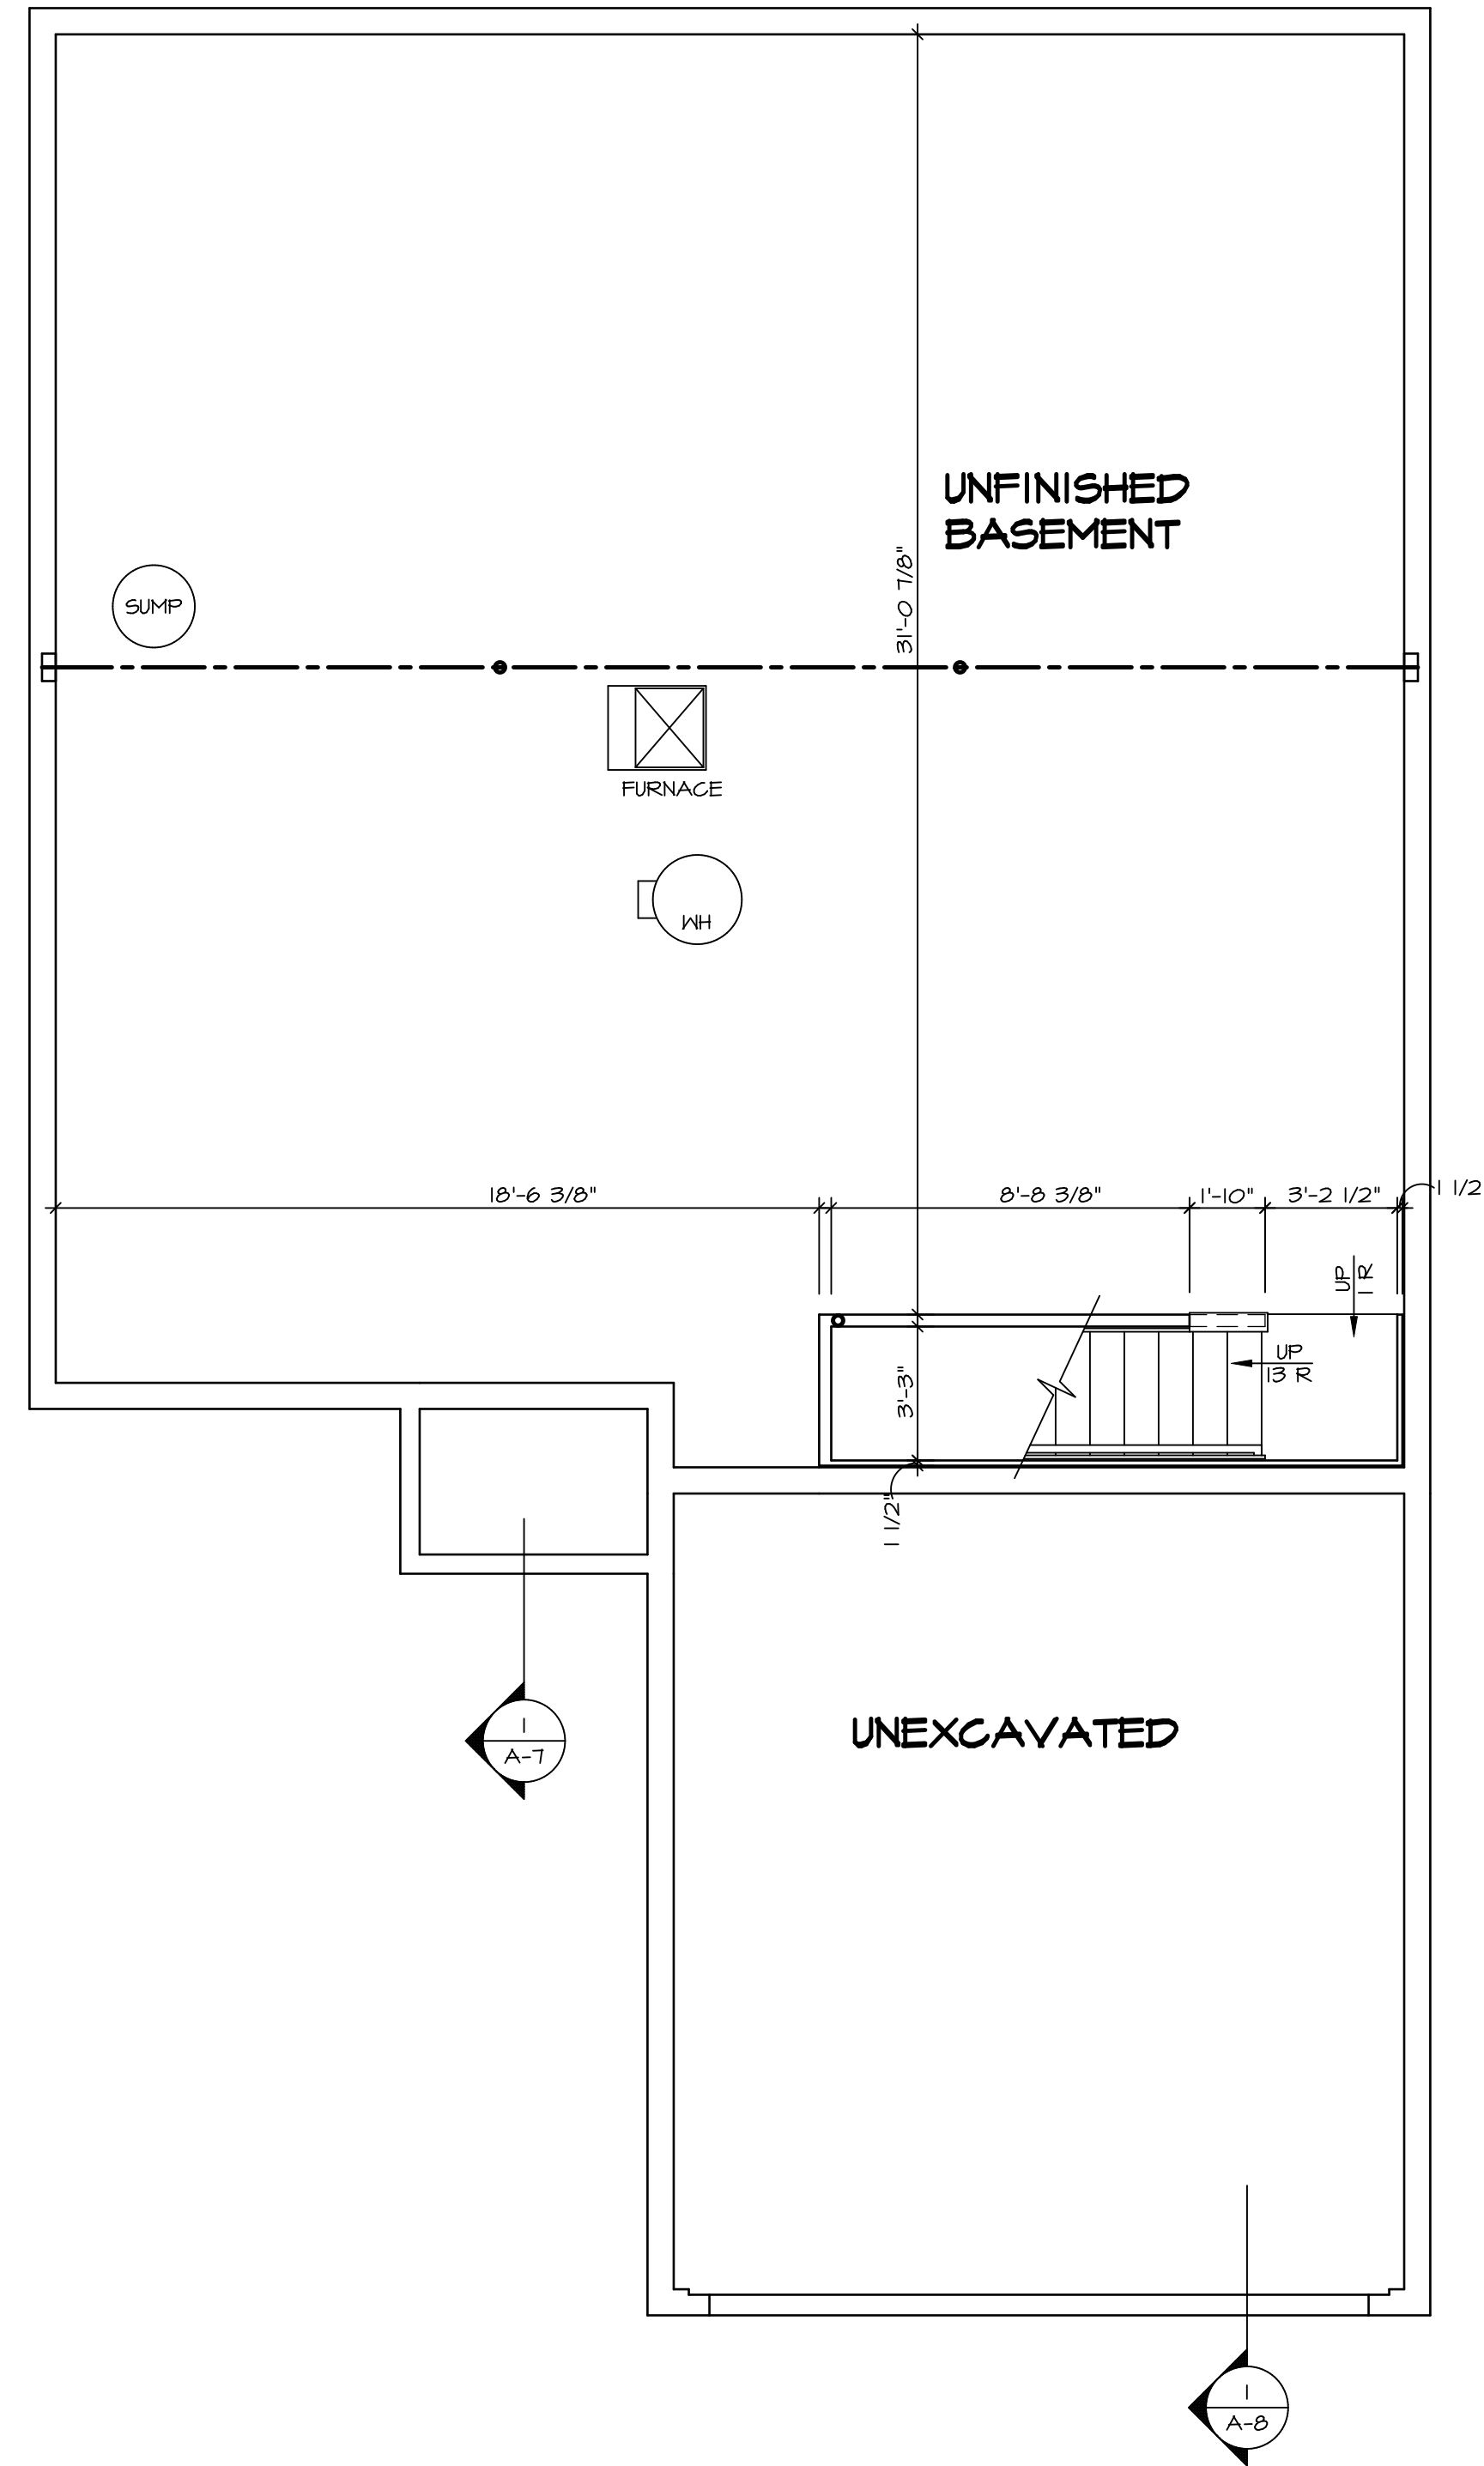 UNFINISHED
BASEMENT
31'-0 7/8"
SUMP
FURNACE
WH
18'-6 3/8"
8'-8 3/8"
1'-10"
3'-2 1/2"
1 1/2
UP
1 R
UP
13 R
3'-3"
1 1/2"
UNEXCAVATED
1
A-7
1
A-8